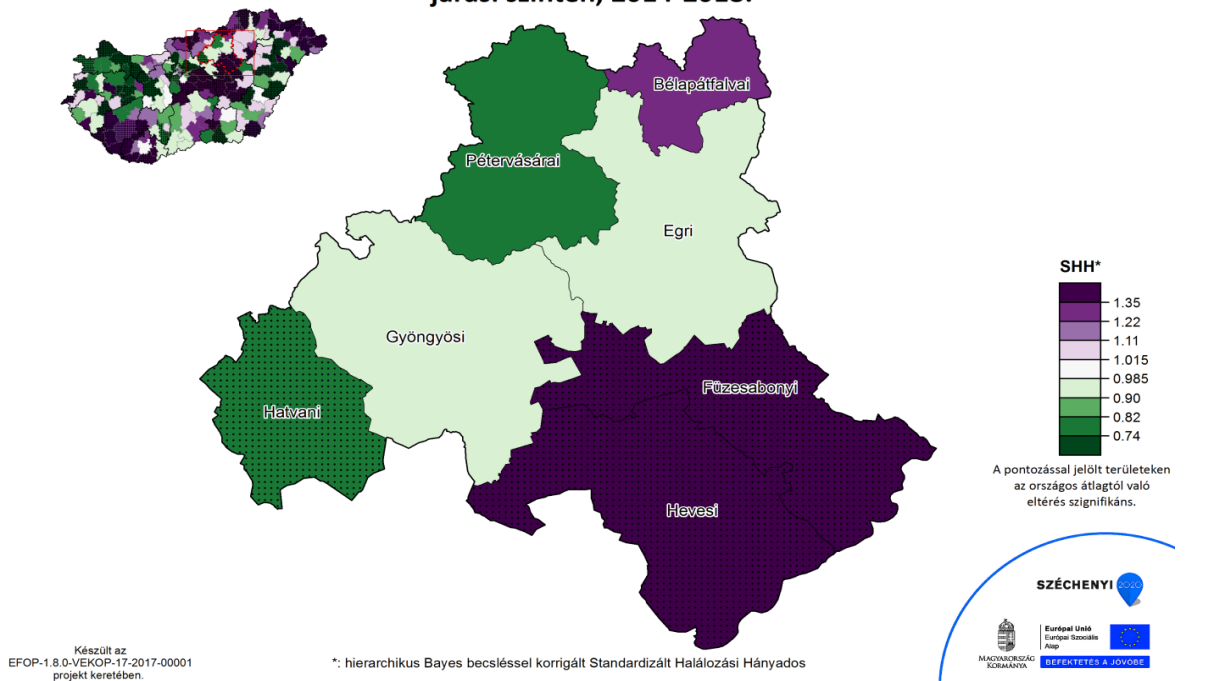 Bélapátfalvai
Pétervásárai
Egri
Gyöngyösi
Hatvani
Füzesabonyi
Hevesi
SHH*
1.35
1.22
1.11
1.015
0.985
0.90
0.82
0.74
A pontozással jelölt területeken
az országos átlagtól való
eltérés szignifikáns.
SZÉCHENYI 2020
MAGYARORSZÁG
KORMÁNYA
Európai Unió
Európai Szociális
Alap
BEFEKTETÉS A JÖVŐBE
Készült az
EFOP-1.8.0-VEKOP-17-2017-00001
projekt keretében.
*: hierarchikus Bayes becsléssel korrigált Standardizált Halálozási Hányados